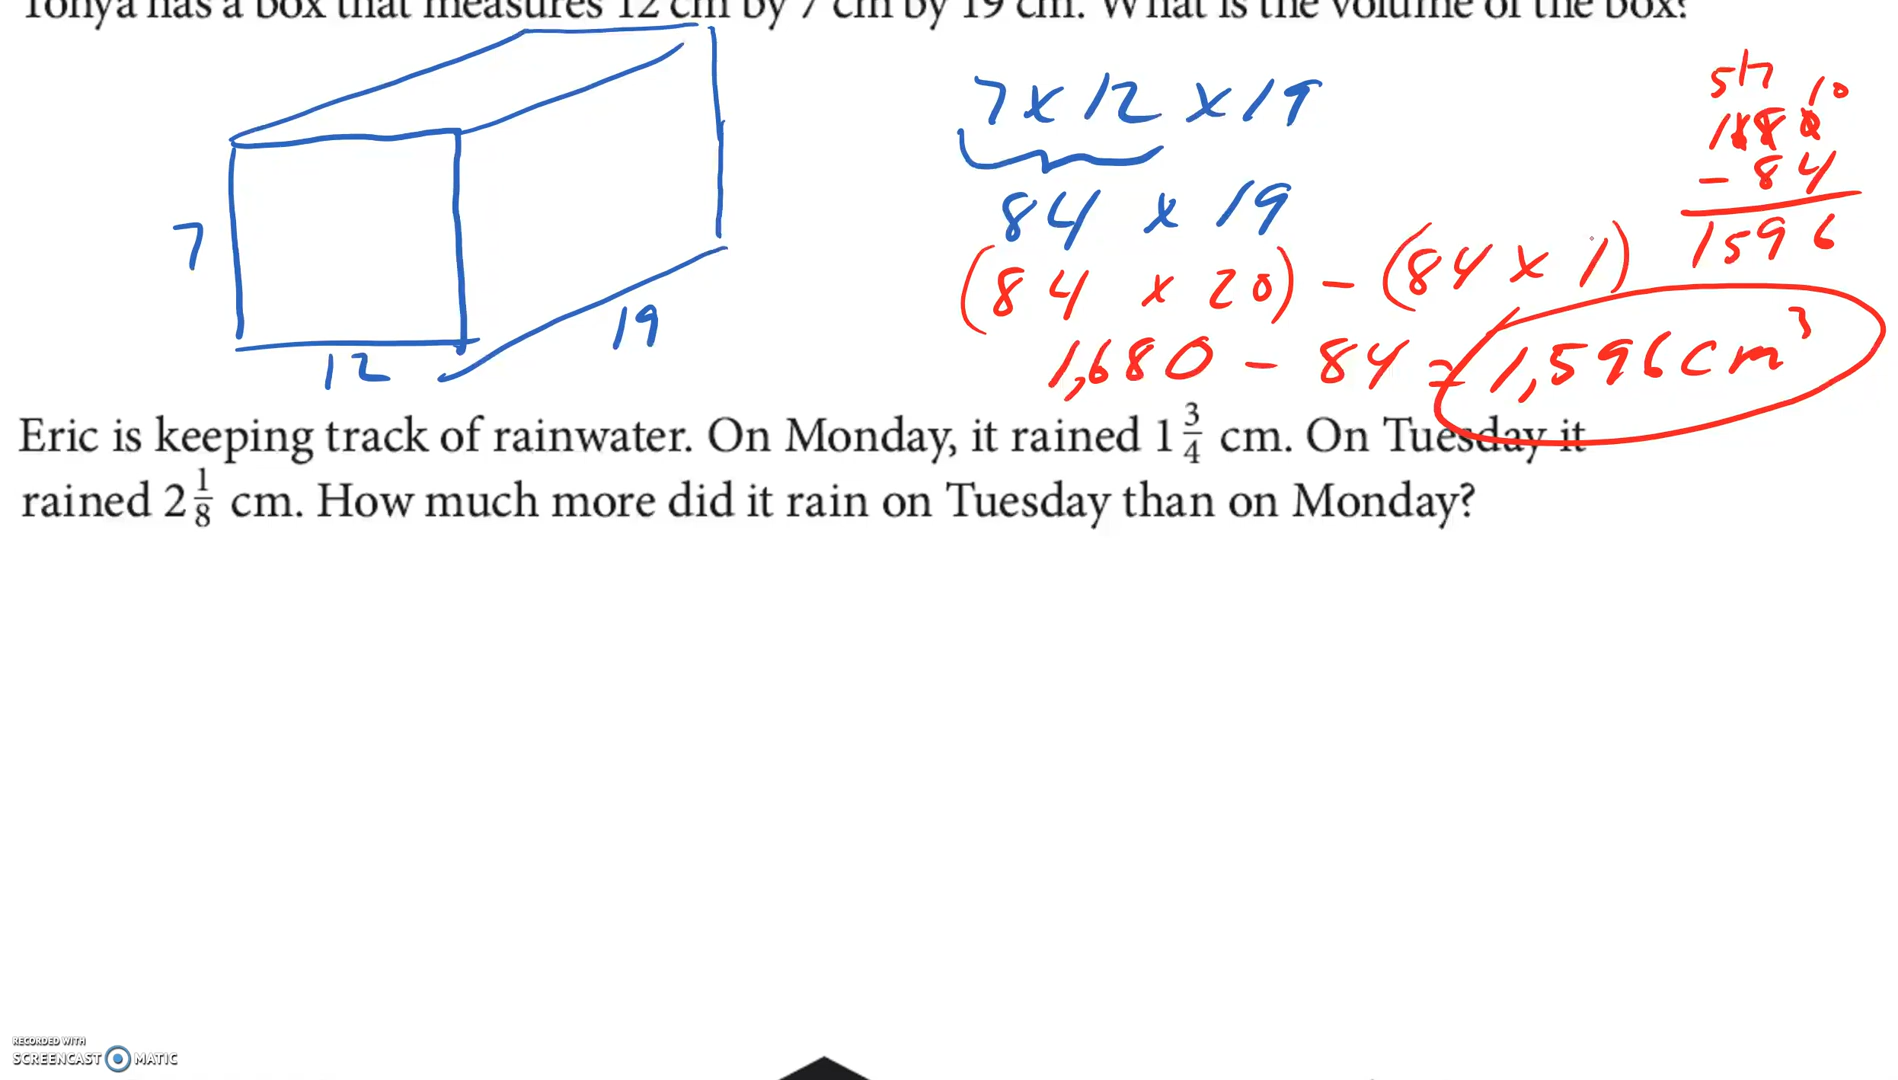 Tonya has a box that measures 12 cm by 7 cm by 19 cm. What is the volume of the box?
7 x 12 x 19
84 x 19
(84 x 20) - (84 x 1)
1,680 - 84 = 1,596 cm³
5 17 10
1680
- 84
1596
7
12
19
Eric is keeping track of rainwater. On Monday, it rained 1 3/4 cm. On Tuesday it
rained 2 1/8 cm. How much more did it rain on Tuesday than on Monday?
RECORDED WITH
SCREENCAST MATIC